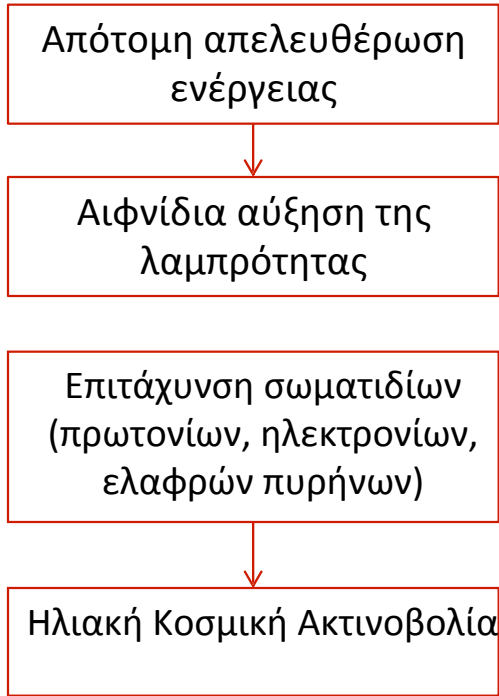 Απότομη απελευθέρωση
ενέργειας
Αιφνίδια αύξηση της
λαμπρότητας
Επιτάχυνση σωματιδίων
(πρωτονίων, ηλεκτρονίων,
ελαφρών πυρήνων)
Ηλιακή Κοσμική Ακτινοβολία